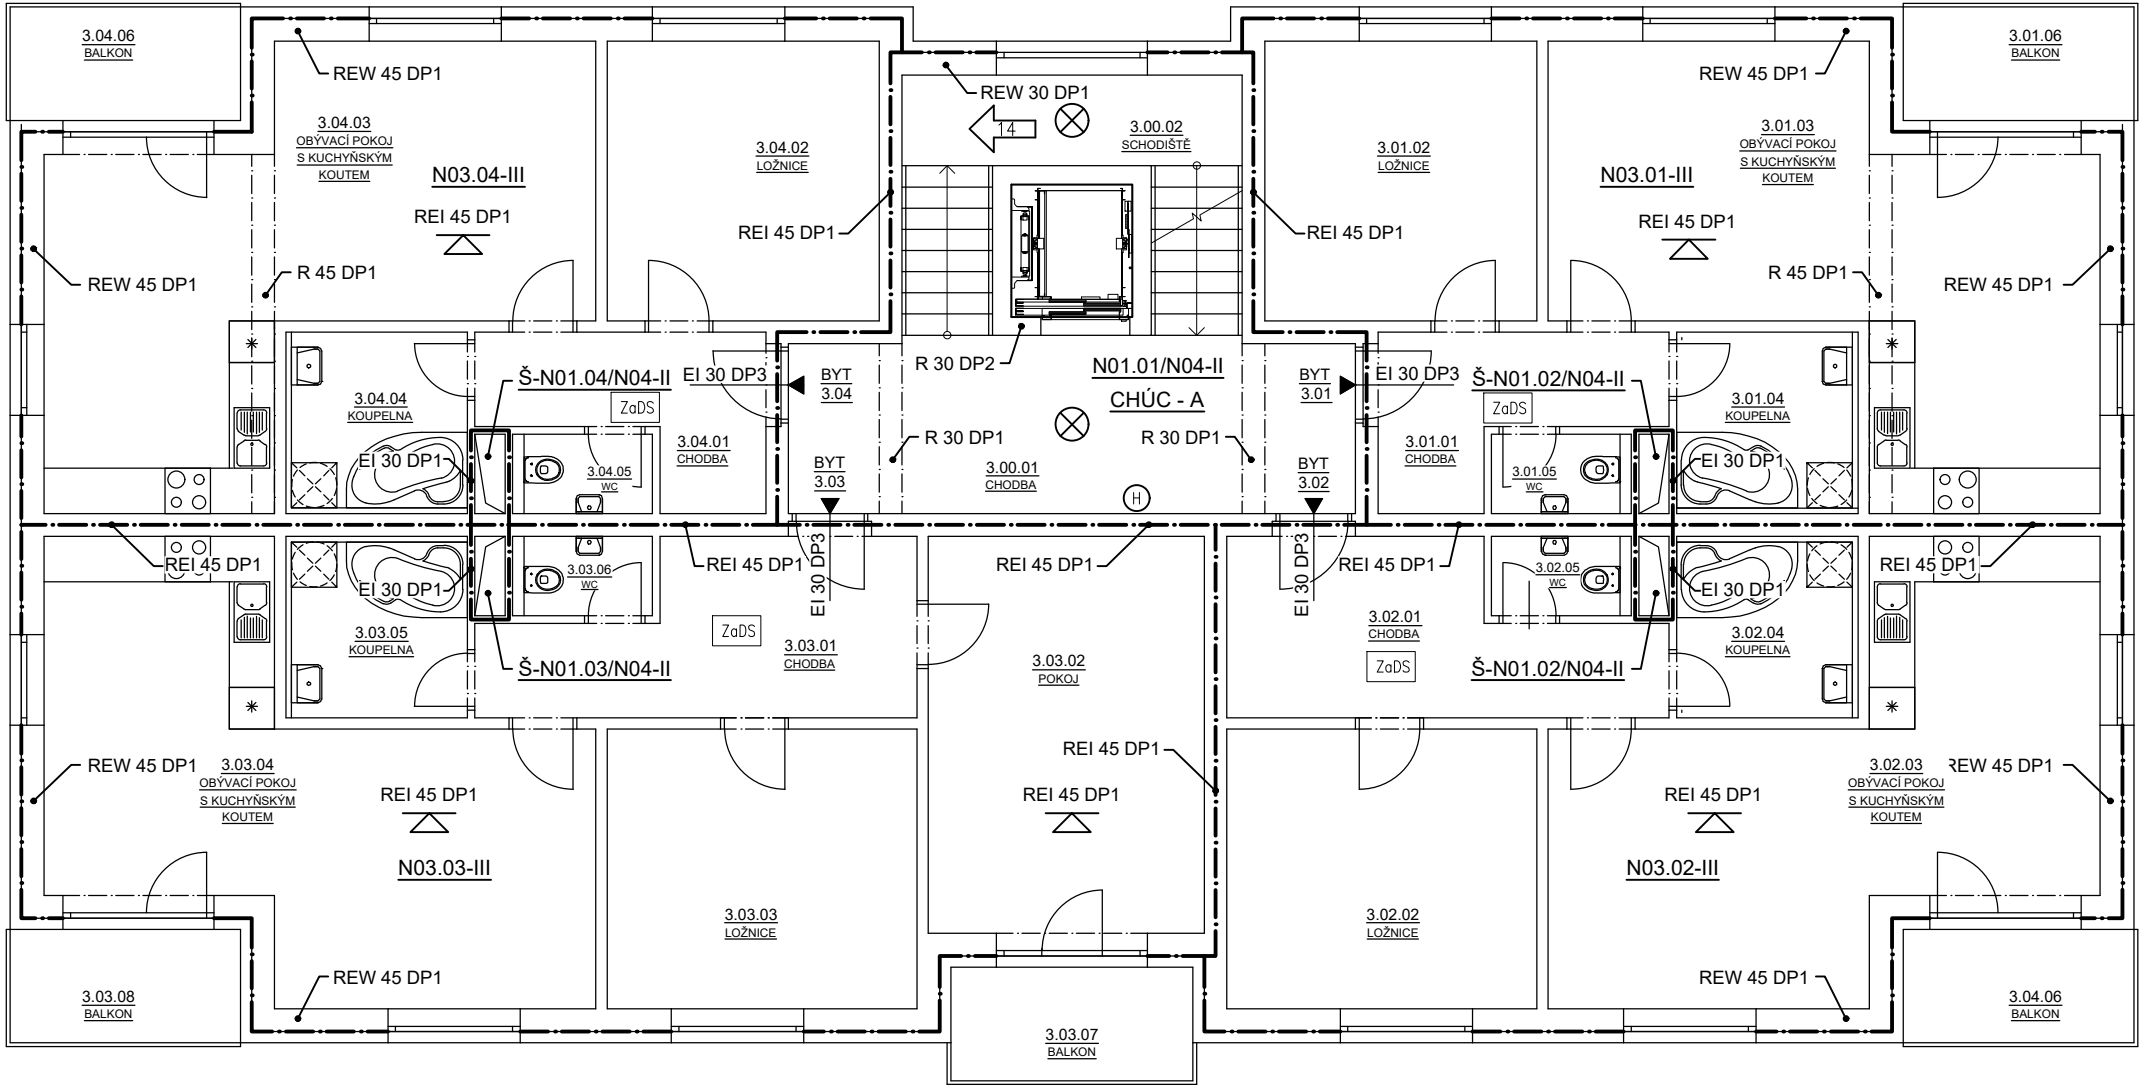 3.04.06
BALKON
REW 45 DP1
3.04.03
OBÝVACÍ POKOJ
S KUCHYŇSKÝM
KOUTEM
N03.04-III
REI 45 DP1
REW 45 DP1
R 45 DP1
3.04.02
LOŽNICE
REI 45 DP1
REW 30 DP1
14
3.00.02
SCHODIŠTĚ
REI 45 DP1
3.01.02
LOŽNICE
REW 45 DP1
3.01.06
BALKON
3.01.03
OBÝVACÍ POKOJ
S KUCHYŇSKÝM
KOUTEM
N03.01-III
REI 45 DP1
R 45 DP1
REW 45 DP1
3.04.04
KOUPELNA
EI 30 DP1
Š-N01.04/N04-II
ZaDS
3.04.05
WC
3.04.01
CHODBA
EI 30 DP3
BYT
3.04
BYT
3.03
R 30 DP2
R 30 DP1
N01.01/N04-II
CHÚC - A
3.00.01
CHODBA
H
R 30 DP1
BYT
3.01
BYT
3.02
EI 30 DP3
3.01.01
CHODBA
Š-N01.02/N04-II
ZaDS
3.01.05
WC
EI 30 DP1
3.01.04
KOUPELNA
REI 45 DP1
EI 30 DP1
3.03.05
KOUPELNA
3.03.06
WC
Š-N01.03/N04-II
REI 45 DP1
ZaDS
3.03.01
CHODBA
EI 30 DP3
REI 45 DP1
3.03.02
POKOJ
EI 30 DP3
REI 45 DP1
3.02.01
CHODBA
ZaDS
3.02.05
WC
Š-N01.02/N04-II
EI 30 DP1
3.02.04
KOUPELNA
REI 45 DP1
REW 45 DP1
3.03.04
OBÝVACÍ POKOJ
S KUCHYŇSKÝM
KOUTEM
REI 45 DP1
N03.03-III
3.03.03
LOŽNICE
REI 45 DP1
REI 45 DP1
3.02.02
LOŽNICE
REI 45 DP1
N03.02-III
3.02.03
OBÝVACÍ POKOJ
S KUCHYŇSKÝM
KOUTEM
REW 45 DP1
3.03.08
BALKON
REW 45 DP1
3.03.07
BALKON
REW 45 DP1
3.04.06
BALKON